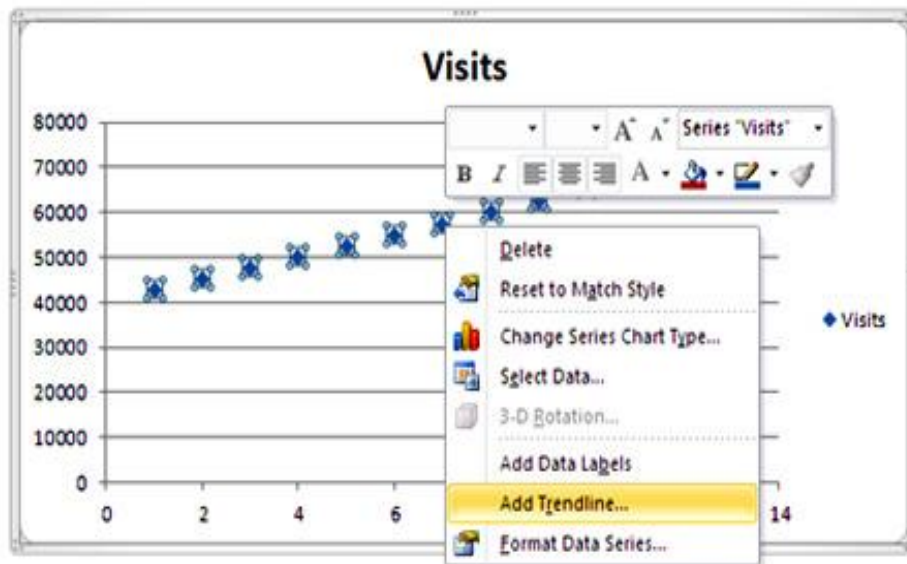 Visits
80000
70000
60000
50000
40000
30000
20000
10000
0
0 2 4 6 14
Visits
A A Series "Visits"
B I A
Delete
Reset to Match Style
Change Series Chart Type...
Select Data...
3-D Rotation...
Add Data Labels
Add Trendline...
Format Data Series...